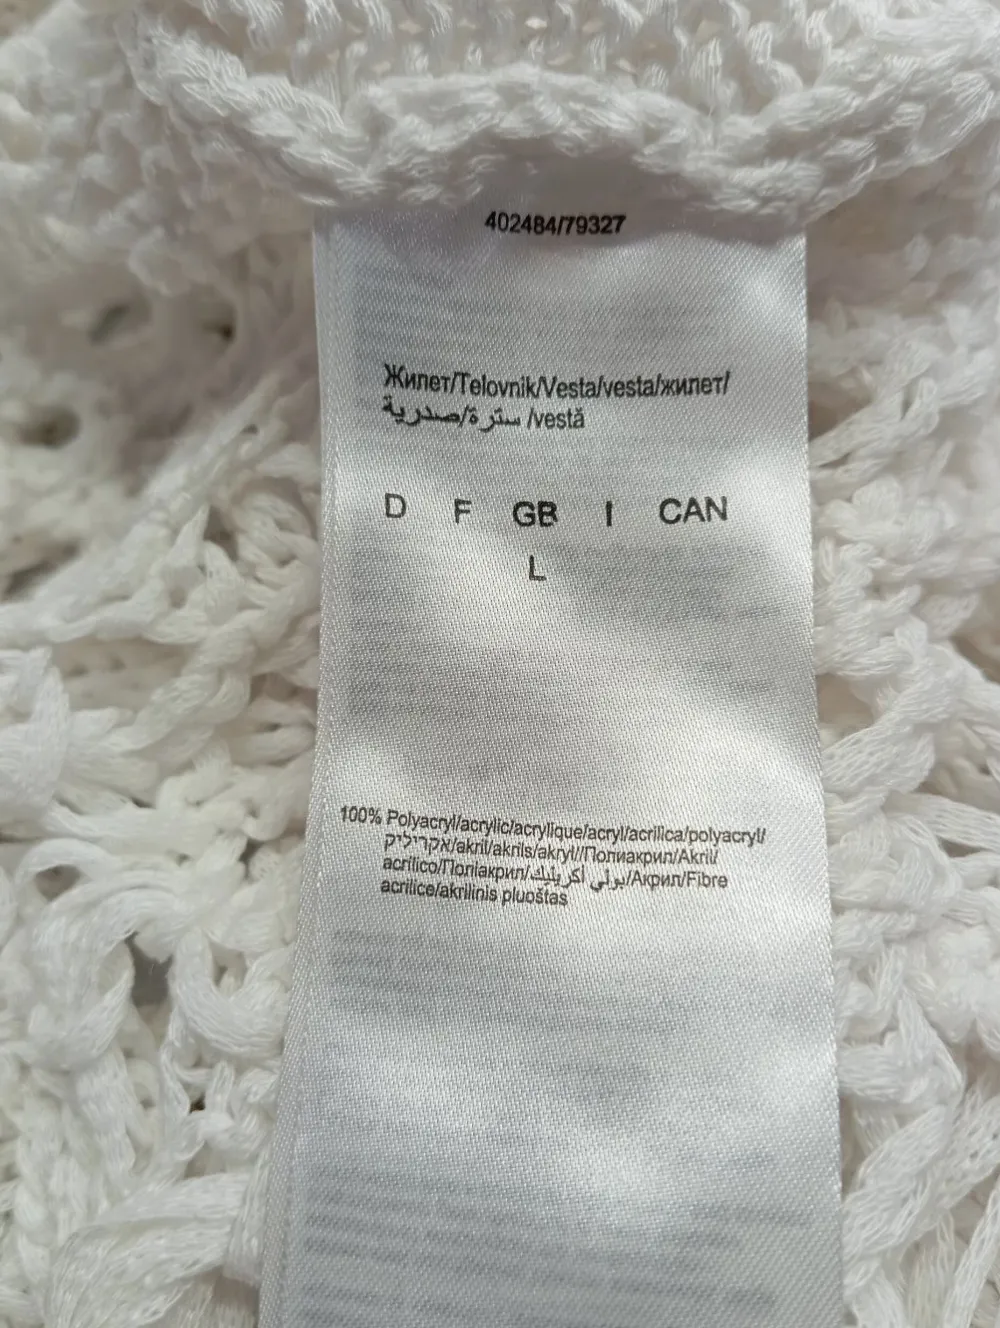 402484/79327
Жилет/Telovnik/Vesta/vesta/жилет/
سترة/صدرية /vestă
D F GB I CAN
L
100% Polyacryl/acrylic/acrylique/acryl/acrilica/polyacryl/
אקריליק/akril/akrils/akryl//Полиакрил/Akril/
acrílico/Поліакрил/بولي أكريليك/Акрил/Fibre
acrilice/akrilinis pluoštas